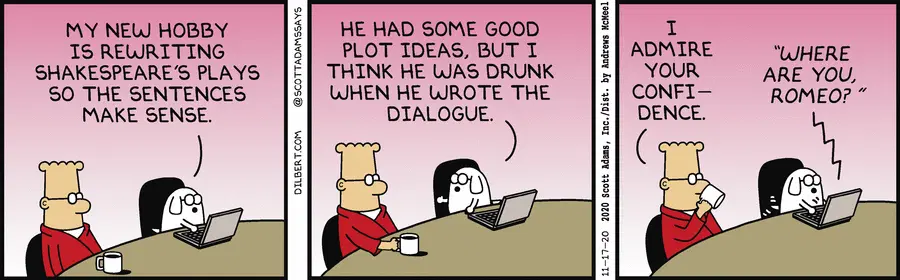 MY NEW HOBBY
IS REWRITING
SHAKESPEARE'S PLAYS
SO THE SENTENCES
MAKE SENSE.
DILBERT.COM @SCOTTADAMSSAYS
HE HAD SOME GOOD
PLOT IDEAS, BUT I
THINK HE WAS DRUNK
WHEN HE WROTE THE
DIALOGUE.
11-17-20 2020 Scott Adams, Inc./Dist. by Andrews McMeel
I
ADMIRE
YOUR
CONFI-
DENCE.
"WHERE
ARE YOU,
ROMEO?"